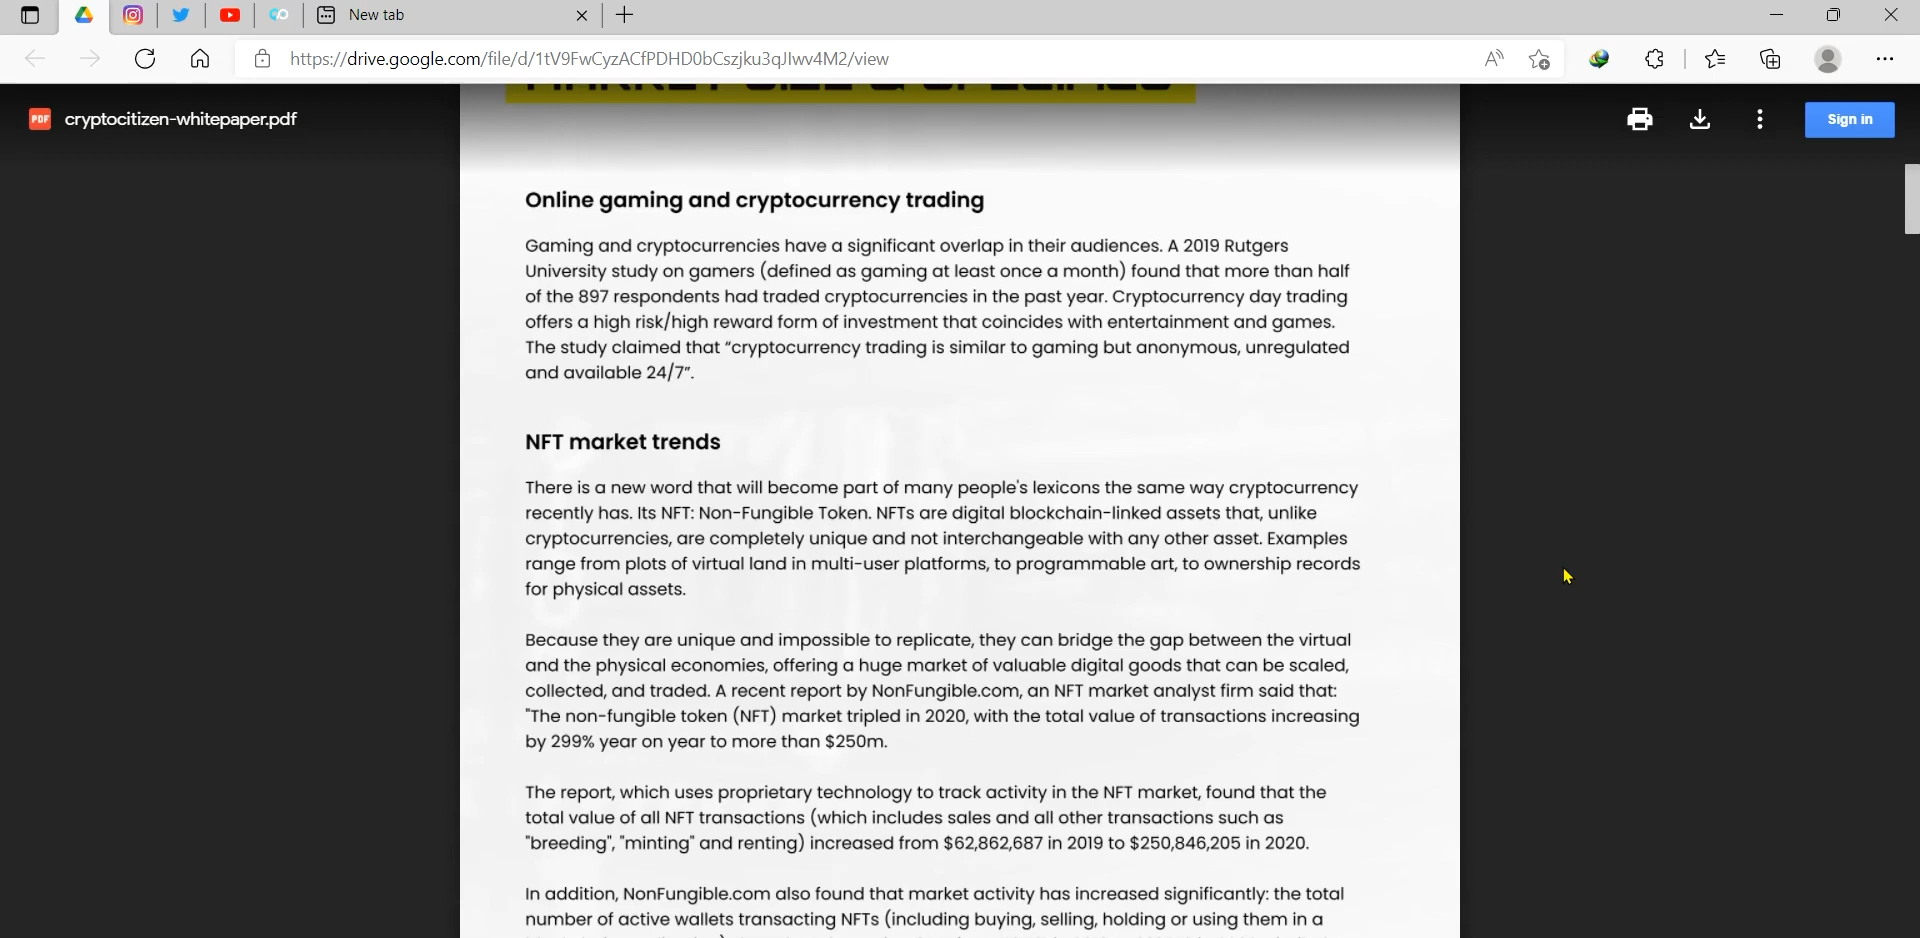 New tab
https://drive.google.com/file/d/1tV9FwCyzACfPDHD0bCszjku3qJlwv4M2/view
cryptocitizen-whitepaper.pdf
PDF
Sign in
Online gaming and cryptocurrency trading
Gaming and cryptocurrencies have a significant overlap in their audiences. A 2019 Rutgers
University study on gamers (defined as gaming at least once a month) found that more than half
of the 897 respondents had traded cryptocurrencies in the past year. Cryptocurrency day trading
offers a high risk/high reward form of investment that coincides with entertainment and games.
The study claimed that “cryptocurrency trading is similar to gaming but anonymous, unregulated
and available 24/7”.
NFT market trends
There is a new word that will become part of many people's lexicons the same way cryptocurrency
recently has. Its NFT: Non-Fungible Token. NFTs are digital blockchain-linked assets that, unlike
cryptocurrencies, are completely unique and not interchangeable with any other asset. Examples
range from plots of virtual land in multi-user platforms, to programmable art, to ownership records
for physical assets.
Because they are unique and impossible to replicate, they can bridge the gap between the virtual
and the physical economies, offering a huge market of valuable digital goods that can be scaled,
collected, and traded. A recent report by NonFungible.com, an NFT market analyst firm said that:
"The non-fungible token (NFT) market tripled in 2020, with the total value of transactions increasing
by 299% year on year to more than $250m.
The report, which uses proprietary technology to track activity in the NFT market, found that the
total value of all NFT transactions (which includes sales and all other transactions such as
"breeding", "minting" and renting) increased from $62,862,687 in 2019 to $250,846,205 in 2020.
In addition, NonFungible.com also found that market activity has increased significantly: the total
number of active wallets transacting NFTs (including buying, selling, holding or using them in a